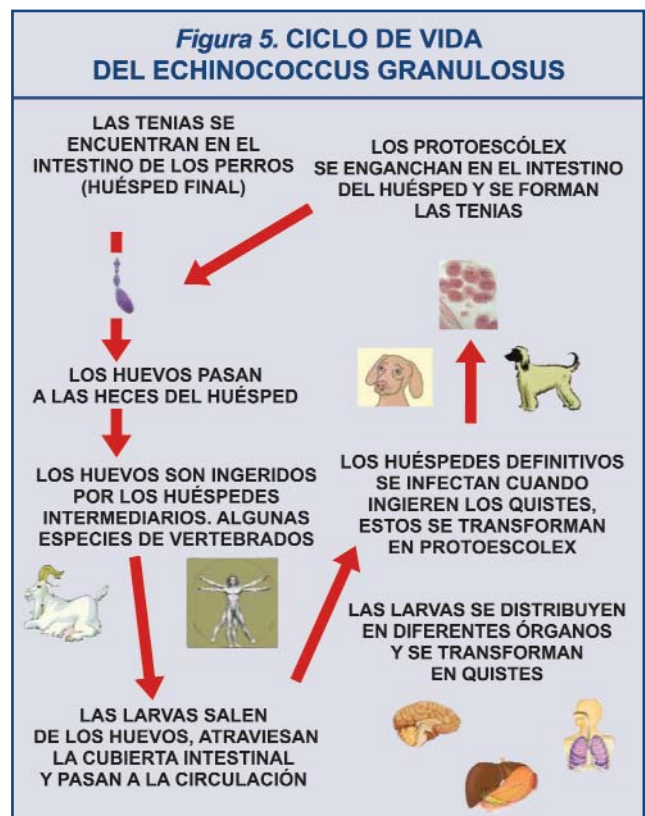 Figura 5. CICLO DE VIDA
DEL ECHINOCOCCUS GRANULOSUS
LAS TENIAS SE
ENCUENTRAN EN EL
INTESTINO DE LOS PERROS
(HUÉSPED FINAL)
LOS HUEVOS PASAN
A LAS HECES DEL HUÉSPED
LOS HUEVOS SON INGERIDOS
POR LOS HUÉSPEDES
INTERMEDIARIOS. ALGUNAS
ESPECIES DE VERTEBRADOS
LAS LARVAS SALEN
DE LOS HUEVOS, ATRAVIESAN
LA CUBIERTA INTESTINAL
Y PASAN A LA CIRCULACIÓN
LAS LARVAS SE DISTRIBUYEN
EN DIFERENTES ÓRGANOS
Y SE TRANSFORMAN
EN QUISTES
LOS HUÉSPEDES DEFINITIVOS
SE INFECTAN CUANDO
INGIEREN LOS QUISTES,
ESTOS SE TRANSFORMAN
EN PROTOESCOLEX
LOS PROTOESCÓLEX
SE ENGANCHAN EN EL INTESTINO
DEL HUÉSPED Y SE FORMAN
LAS TENIAS